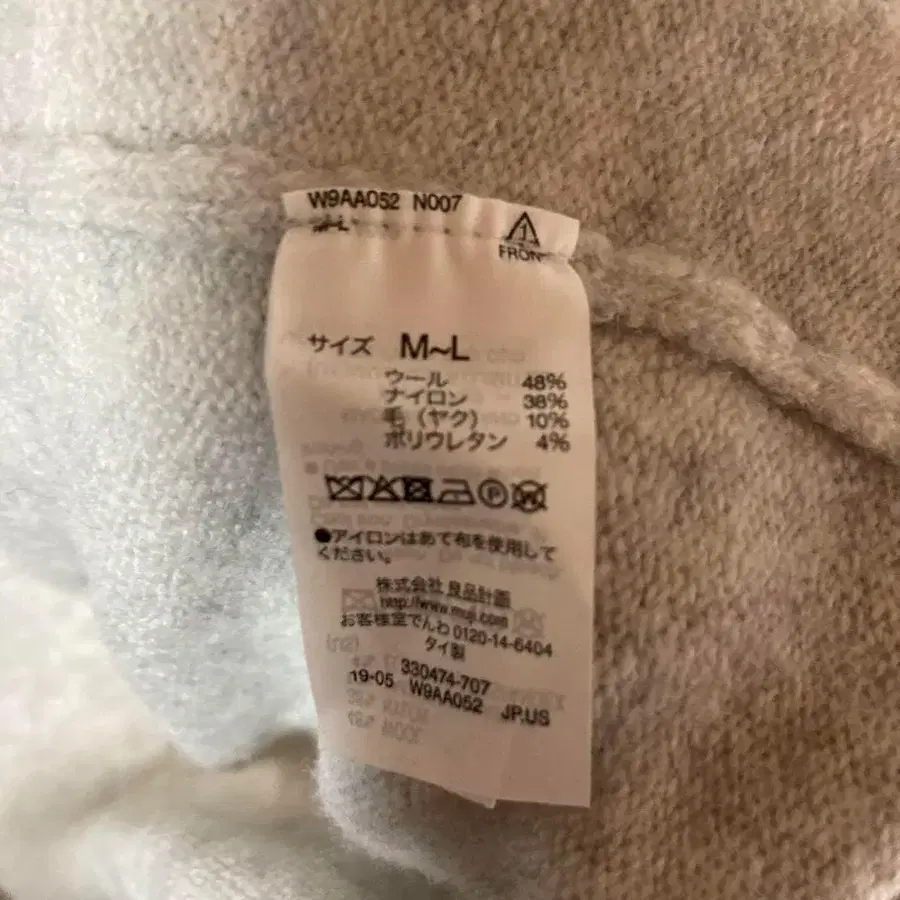 W9AA052 N007
M~L
1
FRON
サイズ M~L
ウール 48%
ナイロン 38%
毛（ヤク） 10%
ポリウレタン 4%
P
W
●アイロンはあて布を使用して
ください。
株式会社 良品計画
http://www.muji.com
お客様室でんわ 0120-14-6404
タイ製
330474-707
19-05 W9AA052 JP,US